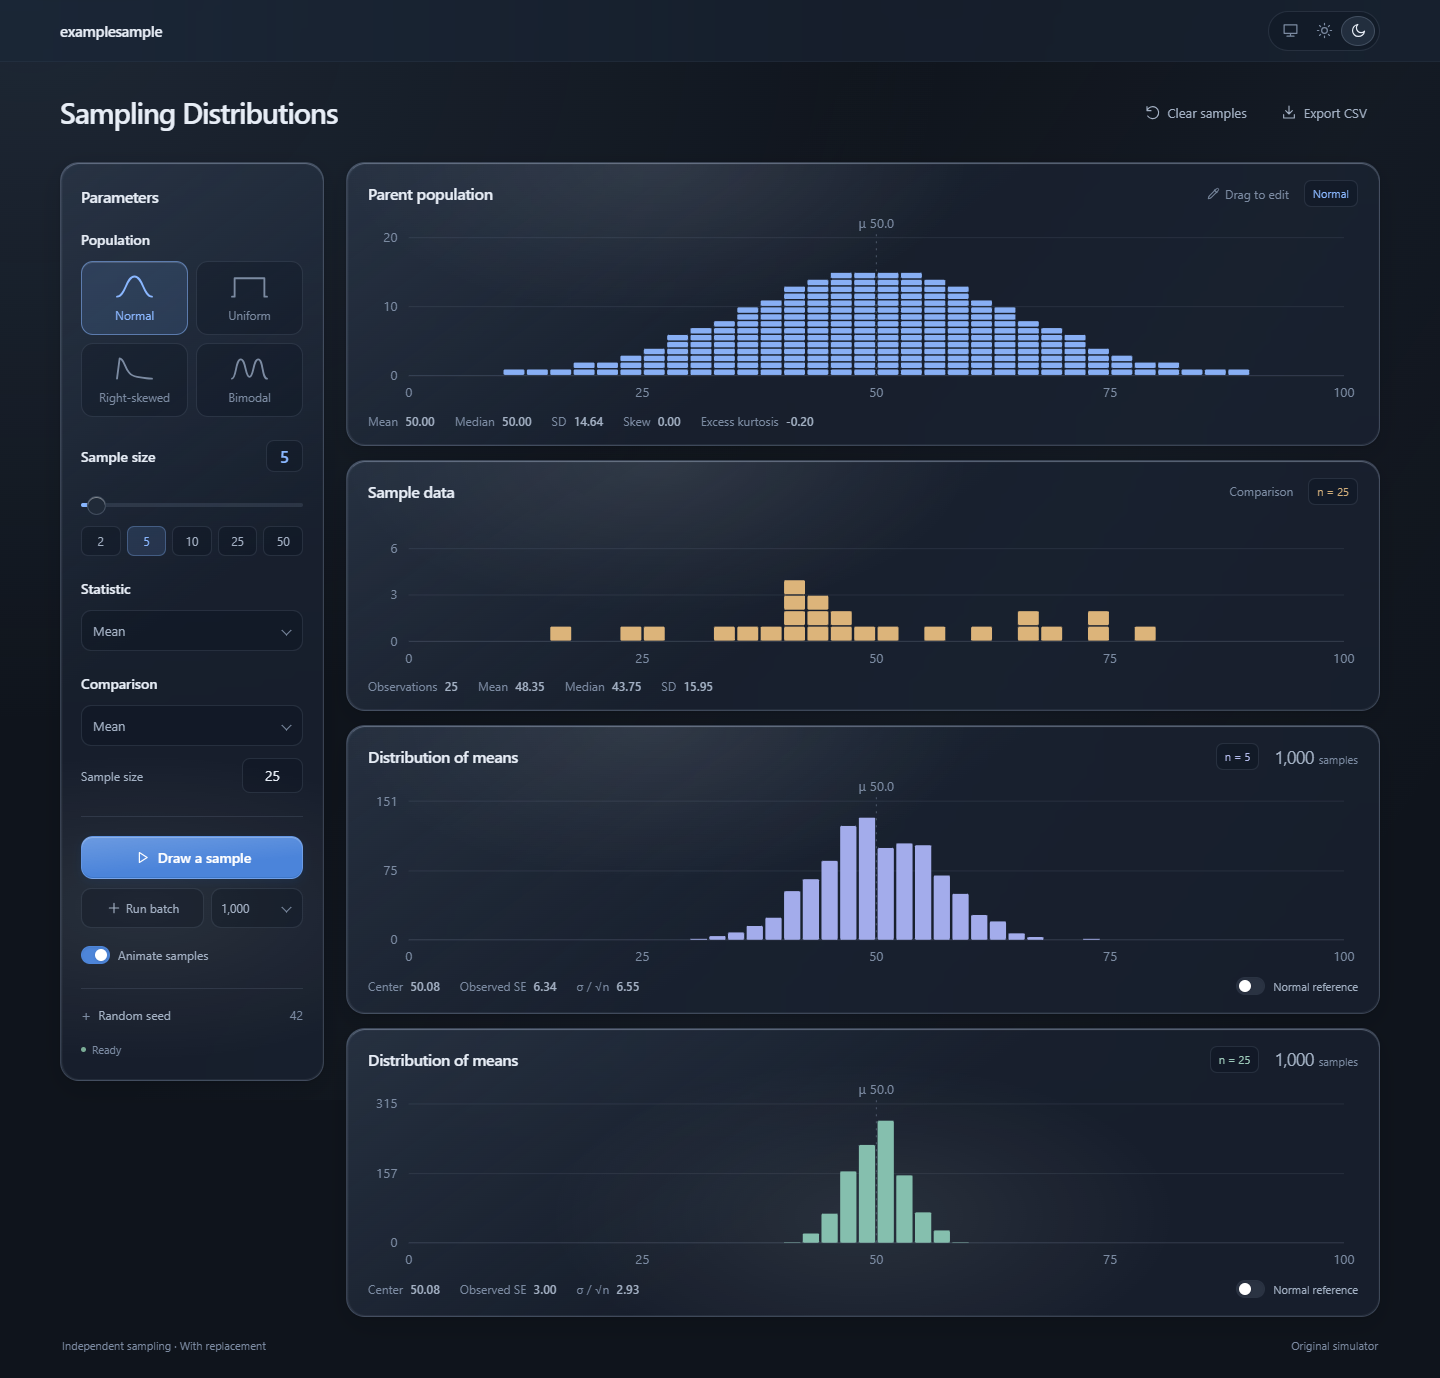 examplesample
Sampling Distributions
Clear samples
Export CSV
Parameters
Population
Normal
Uniform
Right-skewed
Bimodal
Sample size
5
2
5
10
25
50
Statistic
Mean
Comparison
Mean
Sample size
25
Draw a sample
Run batch
1,000
Animate samples
+ Random seed
42
Ready
Parent population
Drag to edit
Normal
μ 50.0
20
10
0
0 25 50 75 100
Mean 50.00 Median 50.00 SD 14.64 Skew 0.00 Excess kurtosis -0.20
Sample data
Comparison
n = 25
6
3
0
0 25 50 75 100
Observations 25 Mean 48.35 Median 43.75 SD 15.95
Distribution of means
n = 5
1,000 samples
μ 50.0
151
75
0
0 25 50 75 100
Center 50.08 Observed SE 6.34 σ / √n 6.55
Normal reference
Distribution of means
n = 25
1,000 samples
μ 50.0
315
157
0
0 25 50 75 100
Center 50.08 Observed SE 3.00 σ / √n 2.93
Normal reference
Independent sampling · With replacement
Original simulator